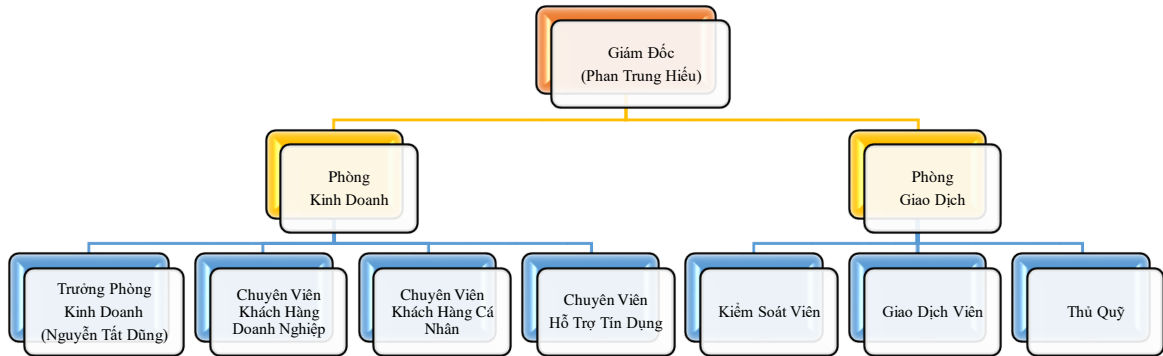 Giám Đốc
(Phan Trung Hiếu)
Phòng
Kinh Doanh
Phòng
Giao Dịch
Trưởng Phòng
Kinh Doanh
(Nguyễn Tất Dũng)
Chuyên Viên
Khách Hàng
Doanh Nghiệp
Chuyên Viên
Khách Hàng Cá
Nhân
Chuyên Viên
Hỗ Trợ Tín Dụng
Kiểm Soát Viên
Giao Dịch Viên
Thủ Quỹ